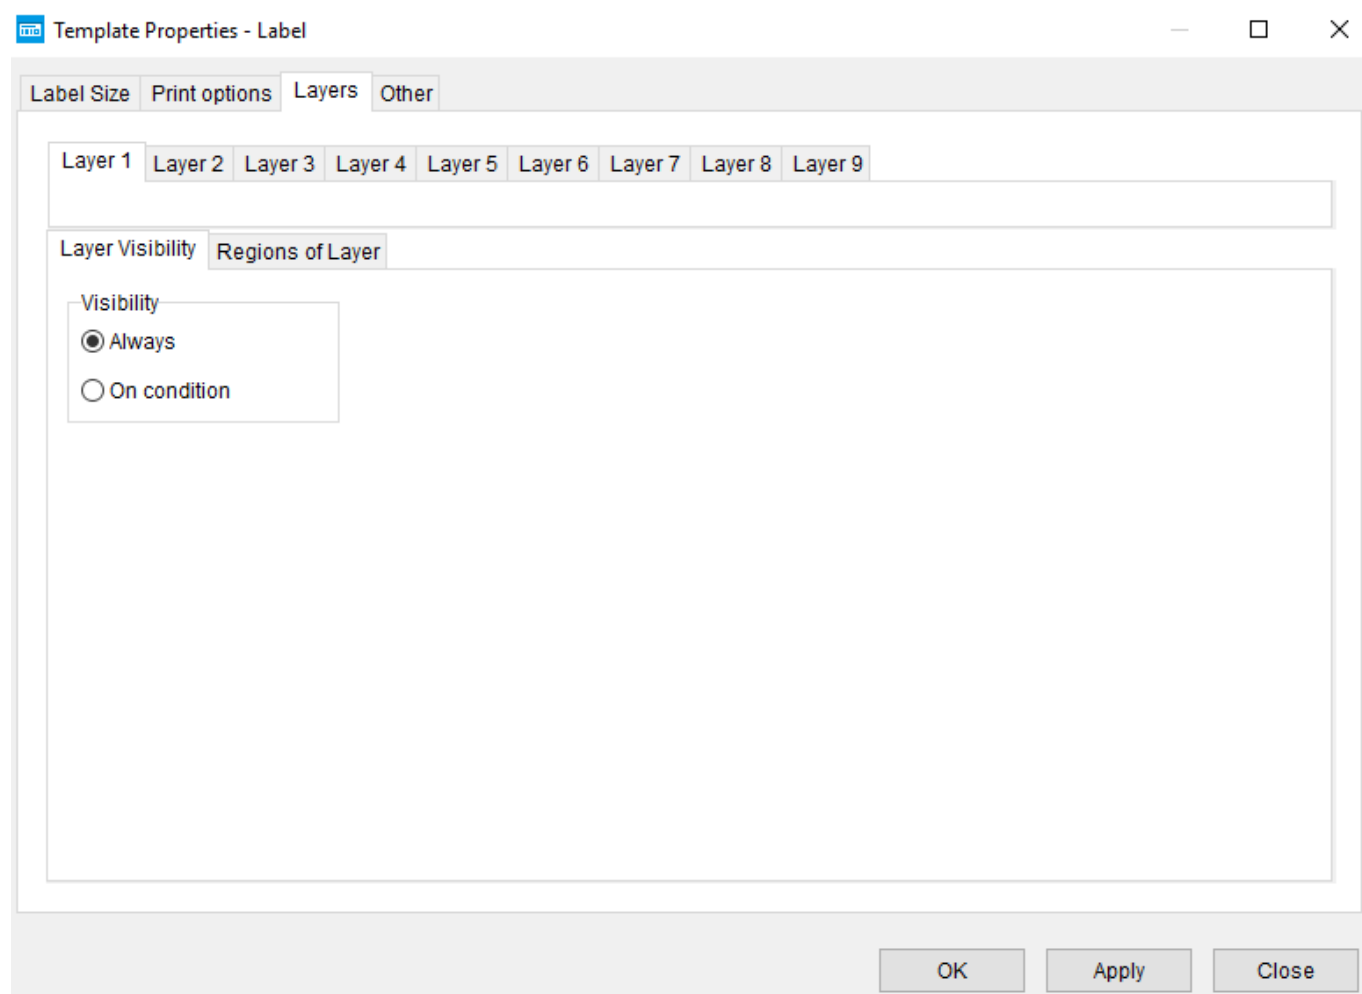 Template Properties - Label
Label Size Print options Layers Other
Layer 1 Layer 2 Layer 3 Layer 4 Layer 5 Layer 6 Layer 7 Layer 8 Layer 9
Layer Visibility Regions of Layer
Visibility
Always
On condition
OK Apply Close